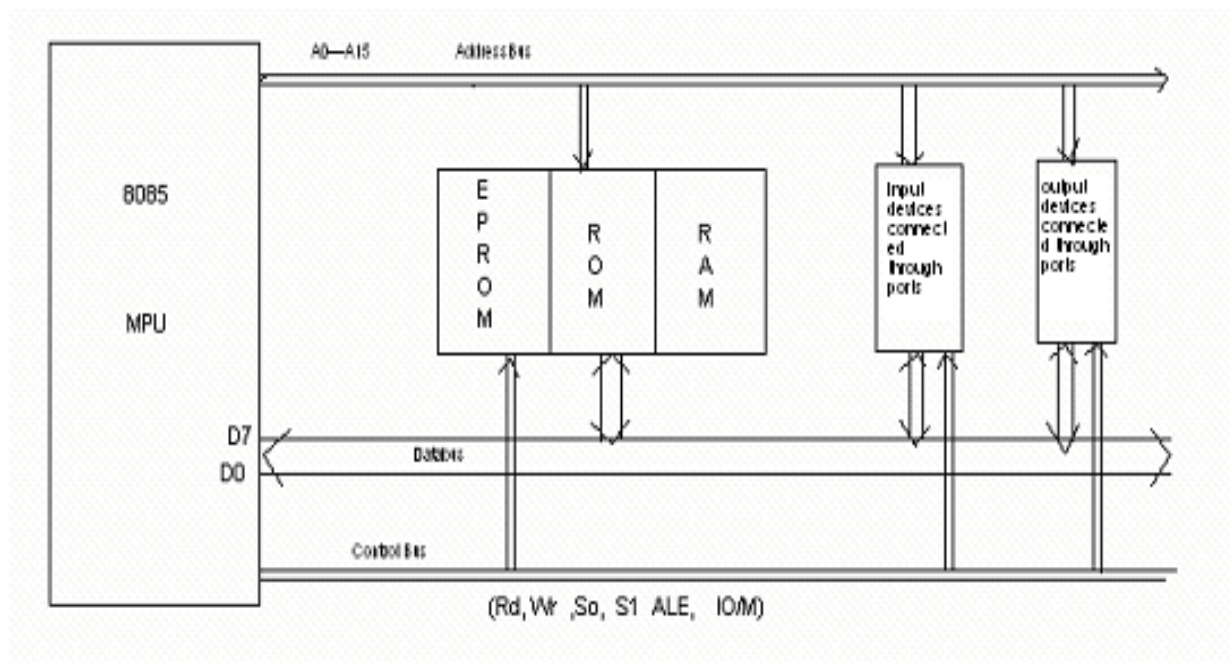 A0—A15 Address Bus
8085
MPU
E
P
R
O
M
R
O
M
R
A
M
Input
devices
connect
ed
through
ports
output
devices
connecte
d through
ports
D7
D0
Databus
Control Bus
(Rd, Wr ,So, S1 ALE, IO/M)